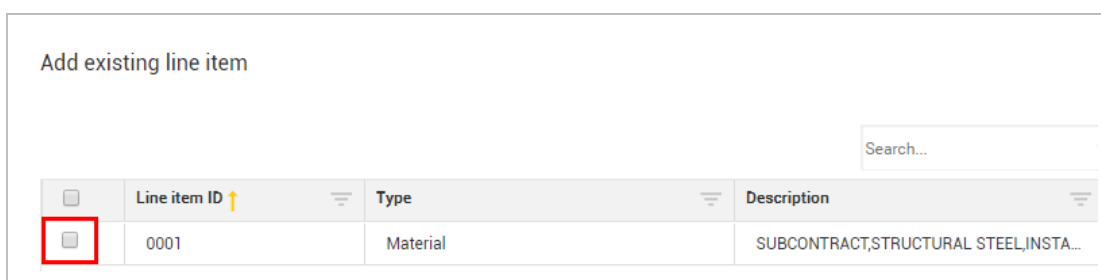 Add existing line item
Search...
Line item ID Type Description
0001 Material SUBCONTRACT,STRUCTURAL STEEL,INSTA...